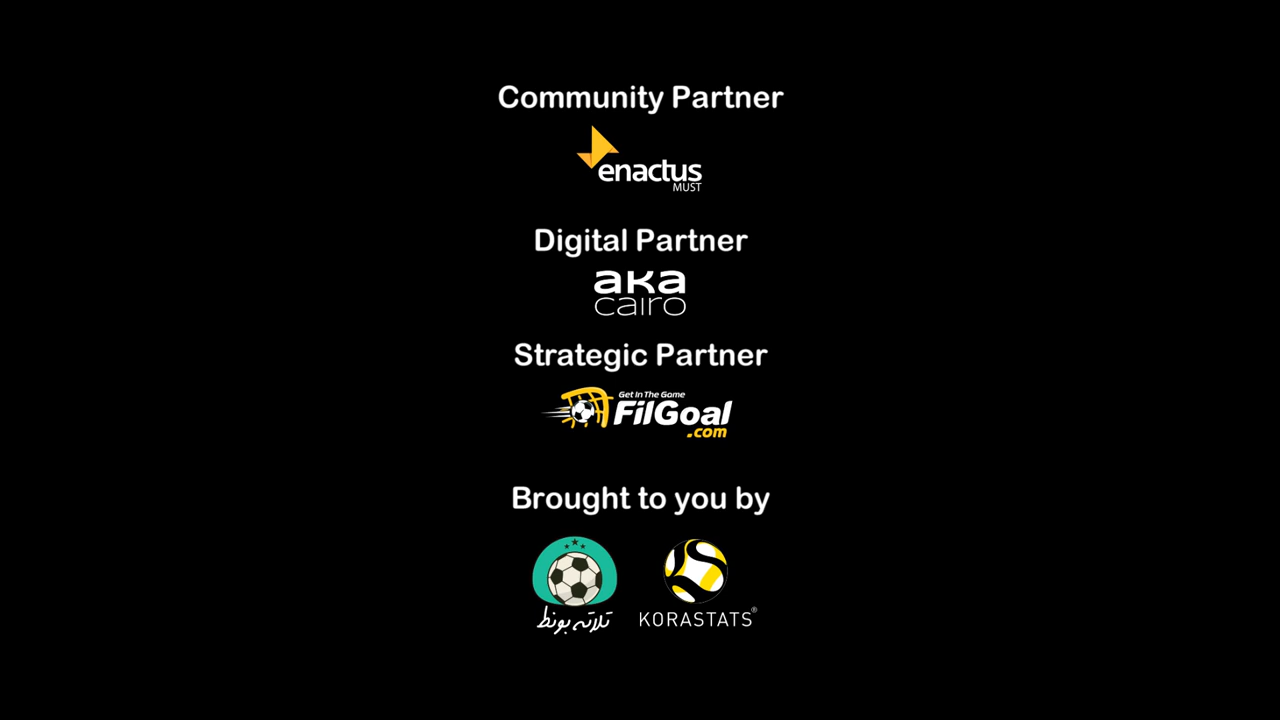 Community Partner
enactus
MUST
Digital Partner
aka
cairo
Strategic Partner
Get In The Game
FilGoal
.com
Brought to you by
تلاته بونط
KORASTATS®